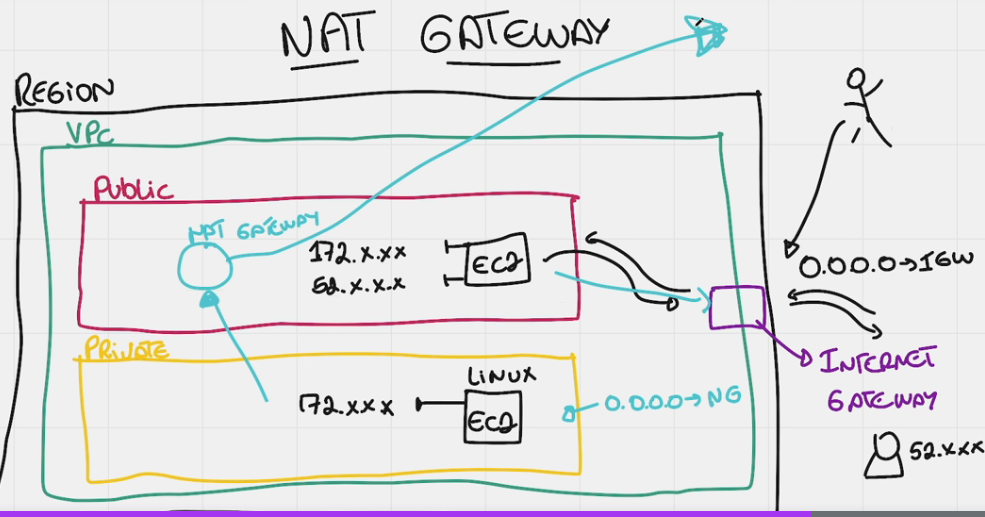 NAT GATEWAY
REGION
VPC
PUBLIC
NAT GATEWAY
172.x.xx
52.x.x.x
EC2
0.0.0.0→IGW
PRIVATE
LINUX
172.xxx
EC2
0.0.0.0→NG
INTERNET
GATEWAY
52.xxx